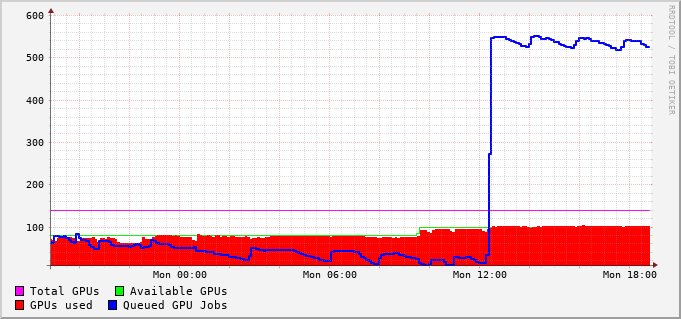 600
500
400
300
200
100
Mon 00:00 Mon 06:00 Mon 12:00 Mon 18:00
Total GPUs Available GPUs
GPUs used Queued GPU Jobs
RRDTOOL / TOBI OETIKER